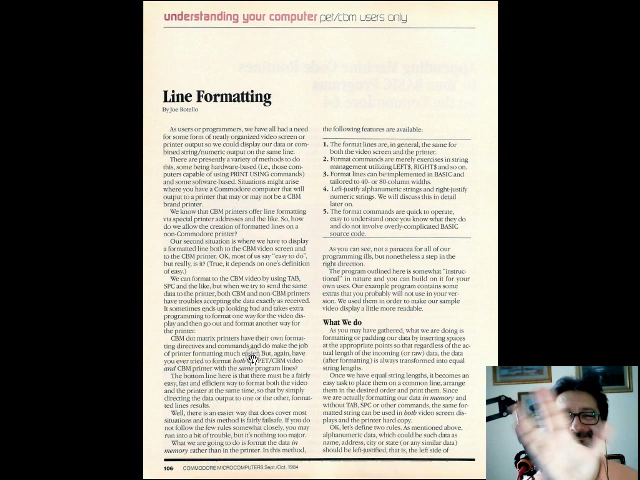 understanding your computer pet/cbm users only
Line Formatting
By Joe Rotello
As users or programmers, we have all had a need
for some form of neatly organized video screen or
printer output so we could display our data or com-
bined string/numeric output on the same line.
There are presently a variety of methods to do
this, some being hardware-based (i.e., those com-
puters capable of using PRINT USING commands)
and some software-based. Situations might arise
where you have a Commodore computer that will
output to a printer that may or may not be a CBM
brand printer.
We know that CBM printers offer line formatting
via special printer addresses and the like. So, how
do we allow the creation of formatted lines on a
non-Commodore printer?
Our second situation is where we have to display
a formatted line both to the CBM video screen and
to the CBM printer. OK, most of us say "easy to do",
but really, is it? (True, it depends on one's definition
of easy.)
We can format to the CBM video by using TAB,
SPC and the like, but when we try to send the same
data to the printer, both CBM and non-CBM printers
have troubles accepting the data exactly as received.
It sometimes ends up looking bad and takes extra
programming to format one way for the video dis-
play and then go out and format another way for
the printer.
CBM dot matrix printers have their own format-
ting directives and commands and do make the job
of printer formatting much easier! But, again, have
you ever tried to format both a PET/CBM video
and CBM printer with the same program lines?
The bottom line here is that there must be a fairly
easy, fast and efficient way to format both the video
and the printer at the same time, so that by simply
directing the data output to one or the other, format-
ted lines results.
Well, there is an easier way that does cover most
situations and this method is fairly failsafe. If you do
not follow the rules somewhat closely, you may
run into a bit of trouble, but it's nothing major.
What we are going to do is format the data in
memory rather than in the printer. In this method,
the following features are available:
1. The format lines are, in general, the same for
both the video screen and the printer.
2. Format commands are merely exercises in string
management utilizing LEFT$, RIGHT$ and so on.
3. Format lines can be implemented in BASIC and
tailored to 40- or 80-column widths.
4. Left-justify alphanumeric strings and right-justify
numeric strings. We will discuss this in detail
later on.
5. The format commands are quick to operate,
easy to understand once you know what they do
and do not involve overly-complicated BASIC
source code.
As you can see, not a panacea for all of our
programming ills, but nonetheless a step in the
right direction.
The program outlined here is somewhat "instruc-
tional" in nature and you can build on it for your
own uses. Our example program contains some
extras that you probably will not use in your ver-
sion. We used them in order to make our sample
video display a little more readable.
What We do
As you may have gathered, what we are doing is
formatting or padding our data by inserting spaces
at the appropriate points so that regardless of the ac-
tual length of the incoming (or raw) data, the data
(after formatting) is always transformed into equal
string lengths.
Once we have equal string lengths, it becomes an
easy task to place them on a common line, arrange
them in the desired order and print them. Since
we are actually formatting our data in memory and
without TAB, SPC or other commands, the same for-
matted string can be used in both video screen dis-
plays and the printer hard copy.
OK, let's define two rules. As mentioned above,
alphanumeric data, which could be such data as
name, address, city or state (or any similar data)
should be left-justified; that is, the left side of
106 COMMODORE MICROCOMPUTERS Sept./Oct. 1984